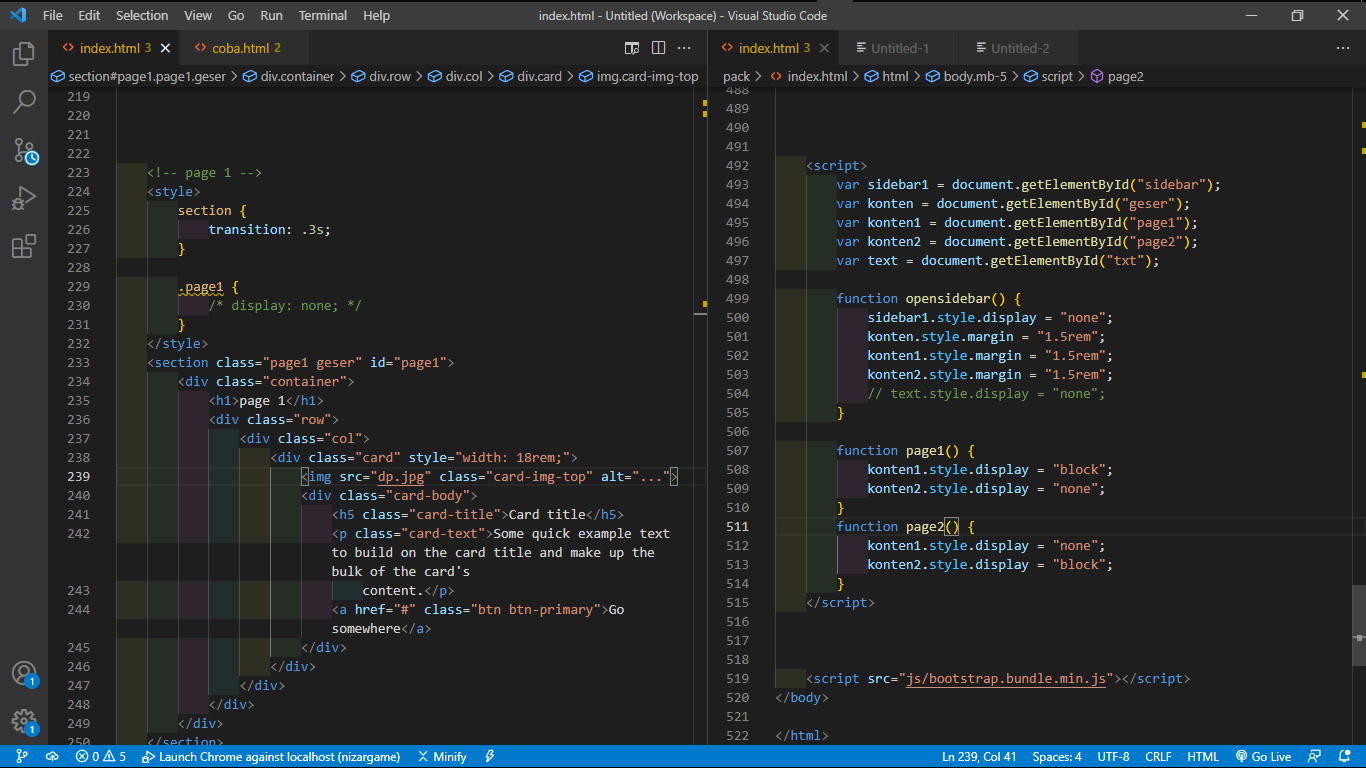 File Edit Selection View Go Run Terminal Help index.html - Untitled (Workspace) - Visual Studio Code
index.html 3 coba.html 2
section#page1.page1.geser > div.container > div.row > div.col > div.card > img.card-img-top
219
220
221
222
223 <!-- page 1 -->
224 <style>
225 section {
226 transition: .3s;
227 }
228
229 .page1 {
230 /* display: none; */
231 }
232 </style>
233 <section class="page1 geser" id="page1">
234 <div class="container">
235 <h1>page 1</h1>
236 <div class="row">
237 <div class="col">
238 <div class="card" style="width: 18rem;">
239 <img src="dp.jpg" class="card-img-top" alt="...">
240 <div class="card-body">
241 <h5 class="card-title">Card title</h5>
242 <p class="card-text">Some quick example text
to build on the card title and make up the
bulk of the card's
243 content.</p>
244 <a href="#" class="btn btn-primary">Go
somewhere</a>
245 </div>
246 </div>
247 </div>
248 </div>
249 </div>
250 </section>
index.html 3 Untitled-1 Untitled-2
pack > index.html > html > body.mb-5 > script > page2
488
489
490
491
492 <script>
493 var sidebar1 = document.getElementById("sidebar");
494 var konten = document.getElementById("geser");
495 var konten1 = document.getElementById("page1");
496 var konten2 = document.getElementById("page2");
497 var text = document.getElementById("txt");
498
499 function opensidebar() {
500 sidebar1.style.display = "none";
501 konten.style.margin = "1.5rem";
502 konten1.style.margin = "1.5rem";
503 konten2.style.margin = "1.5rem";
504 // text.style.display = "none";
505 }
506
507 function page1() {
508 konten1.style.display = "block";
509 konten2.style.display = "none";
510 }
511 function page2() {
512 konten1.style.display = "none";
513 konten2.style.display = "block";
514 }
515 </script>
516
517
518
519 <script src="js/bootstrap.bundle.min.js"></script>
520 </body>
521
522 </html>
1
1
0 5 Launch Chrome against localhost (nizargame) Minify Ln 239, Col 41 Spaces: 4 UTF-8 CRLF HTML Go Live